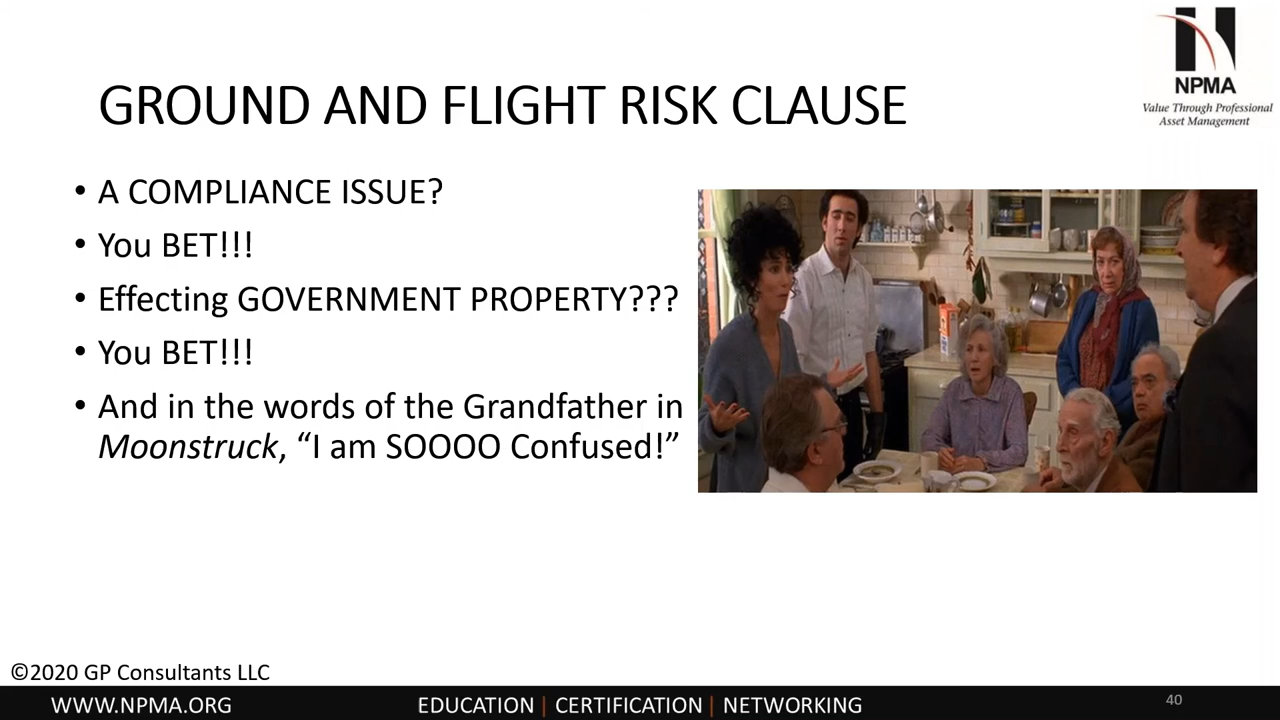 NPMA
Value Through Professional
Asset Management
GROUND AND FLIGHT RISK CLAUSE
• A COMPLIANCE ISSUE?
• You BET!!!
• Effecting GOVERNMENT PROPERTY???
• You BET!!!
• And in the words of the Grandfather in
Moonstruck, “I am SOOOO Confused!”
©2020 GP Consultants LLC
WWW.NPMA.ORG
EDUCATION | CERTIFICATION | NETWORKING
40